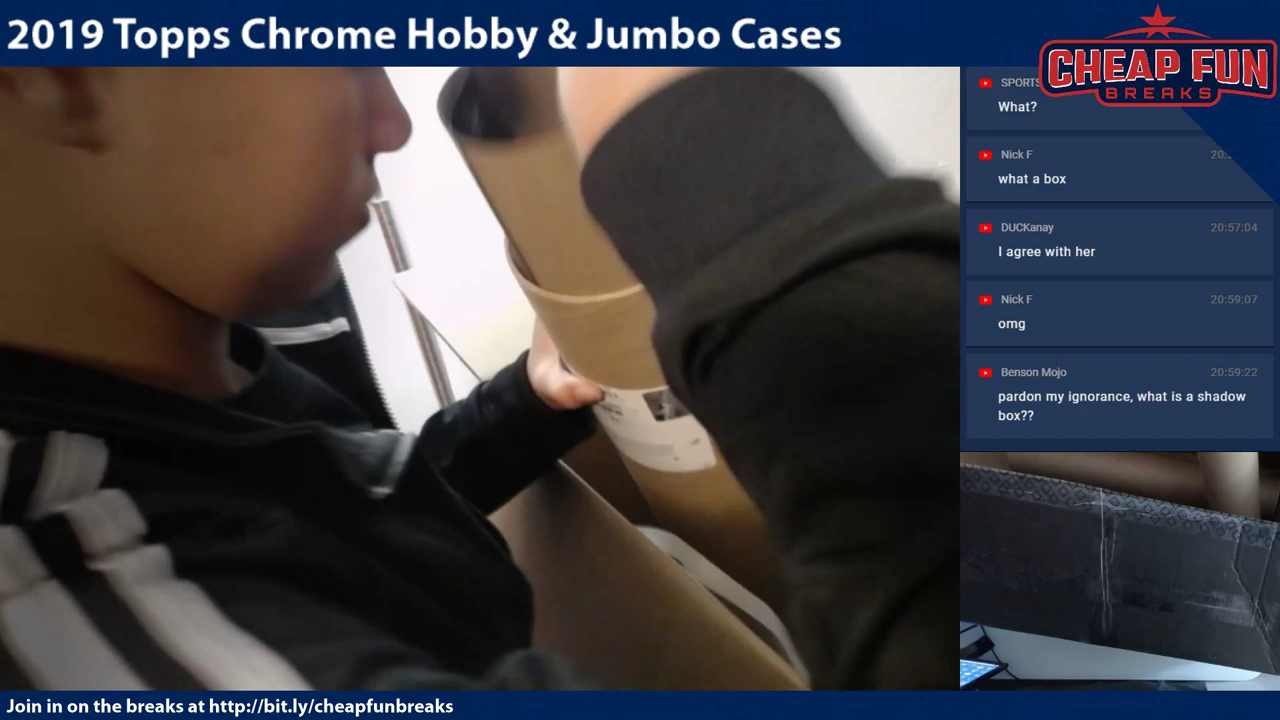 2019 Topps Chrome Hobby & Jumbo Cases
CHEAP FUN
BREAKS
SPORTS
What?
Nick F
20:
what a box
DUCKanay 20:57:04
I agree with her
Nick F 20:59:07
omg
Benson Mojo 20:59:22
pardon my ignorance, what is a shadow
box??
Join in on the breaks at http://bit.ly/cheapfunbreaks